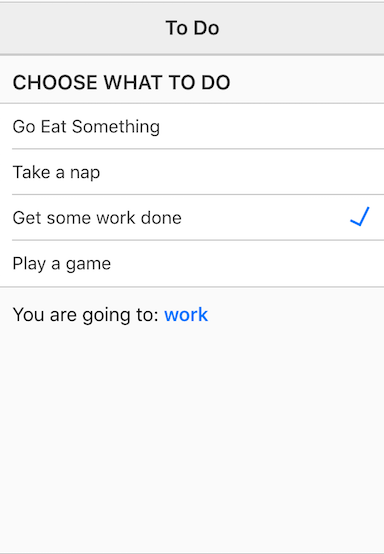 To Do
CHOOSE WHAT TO DO
Go Eat Something
Take a nap
Get some work done
Play a game
You are going to: work